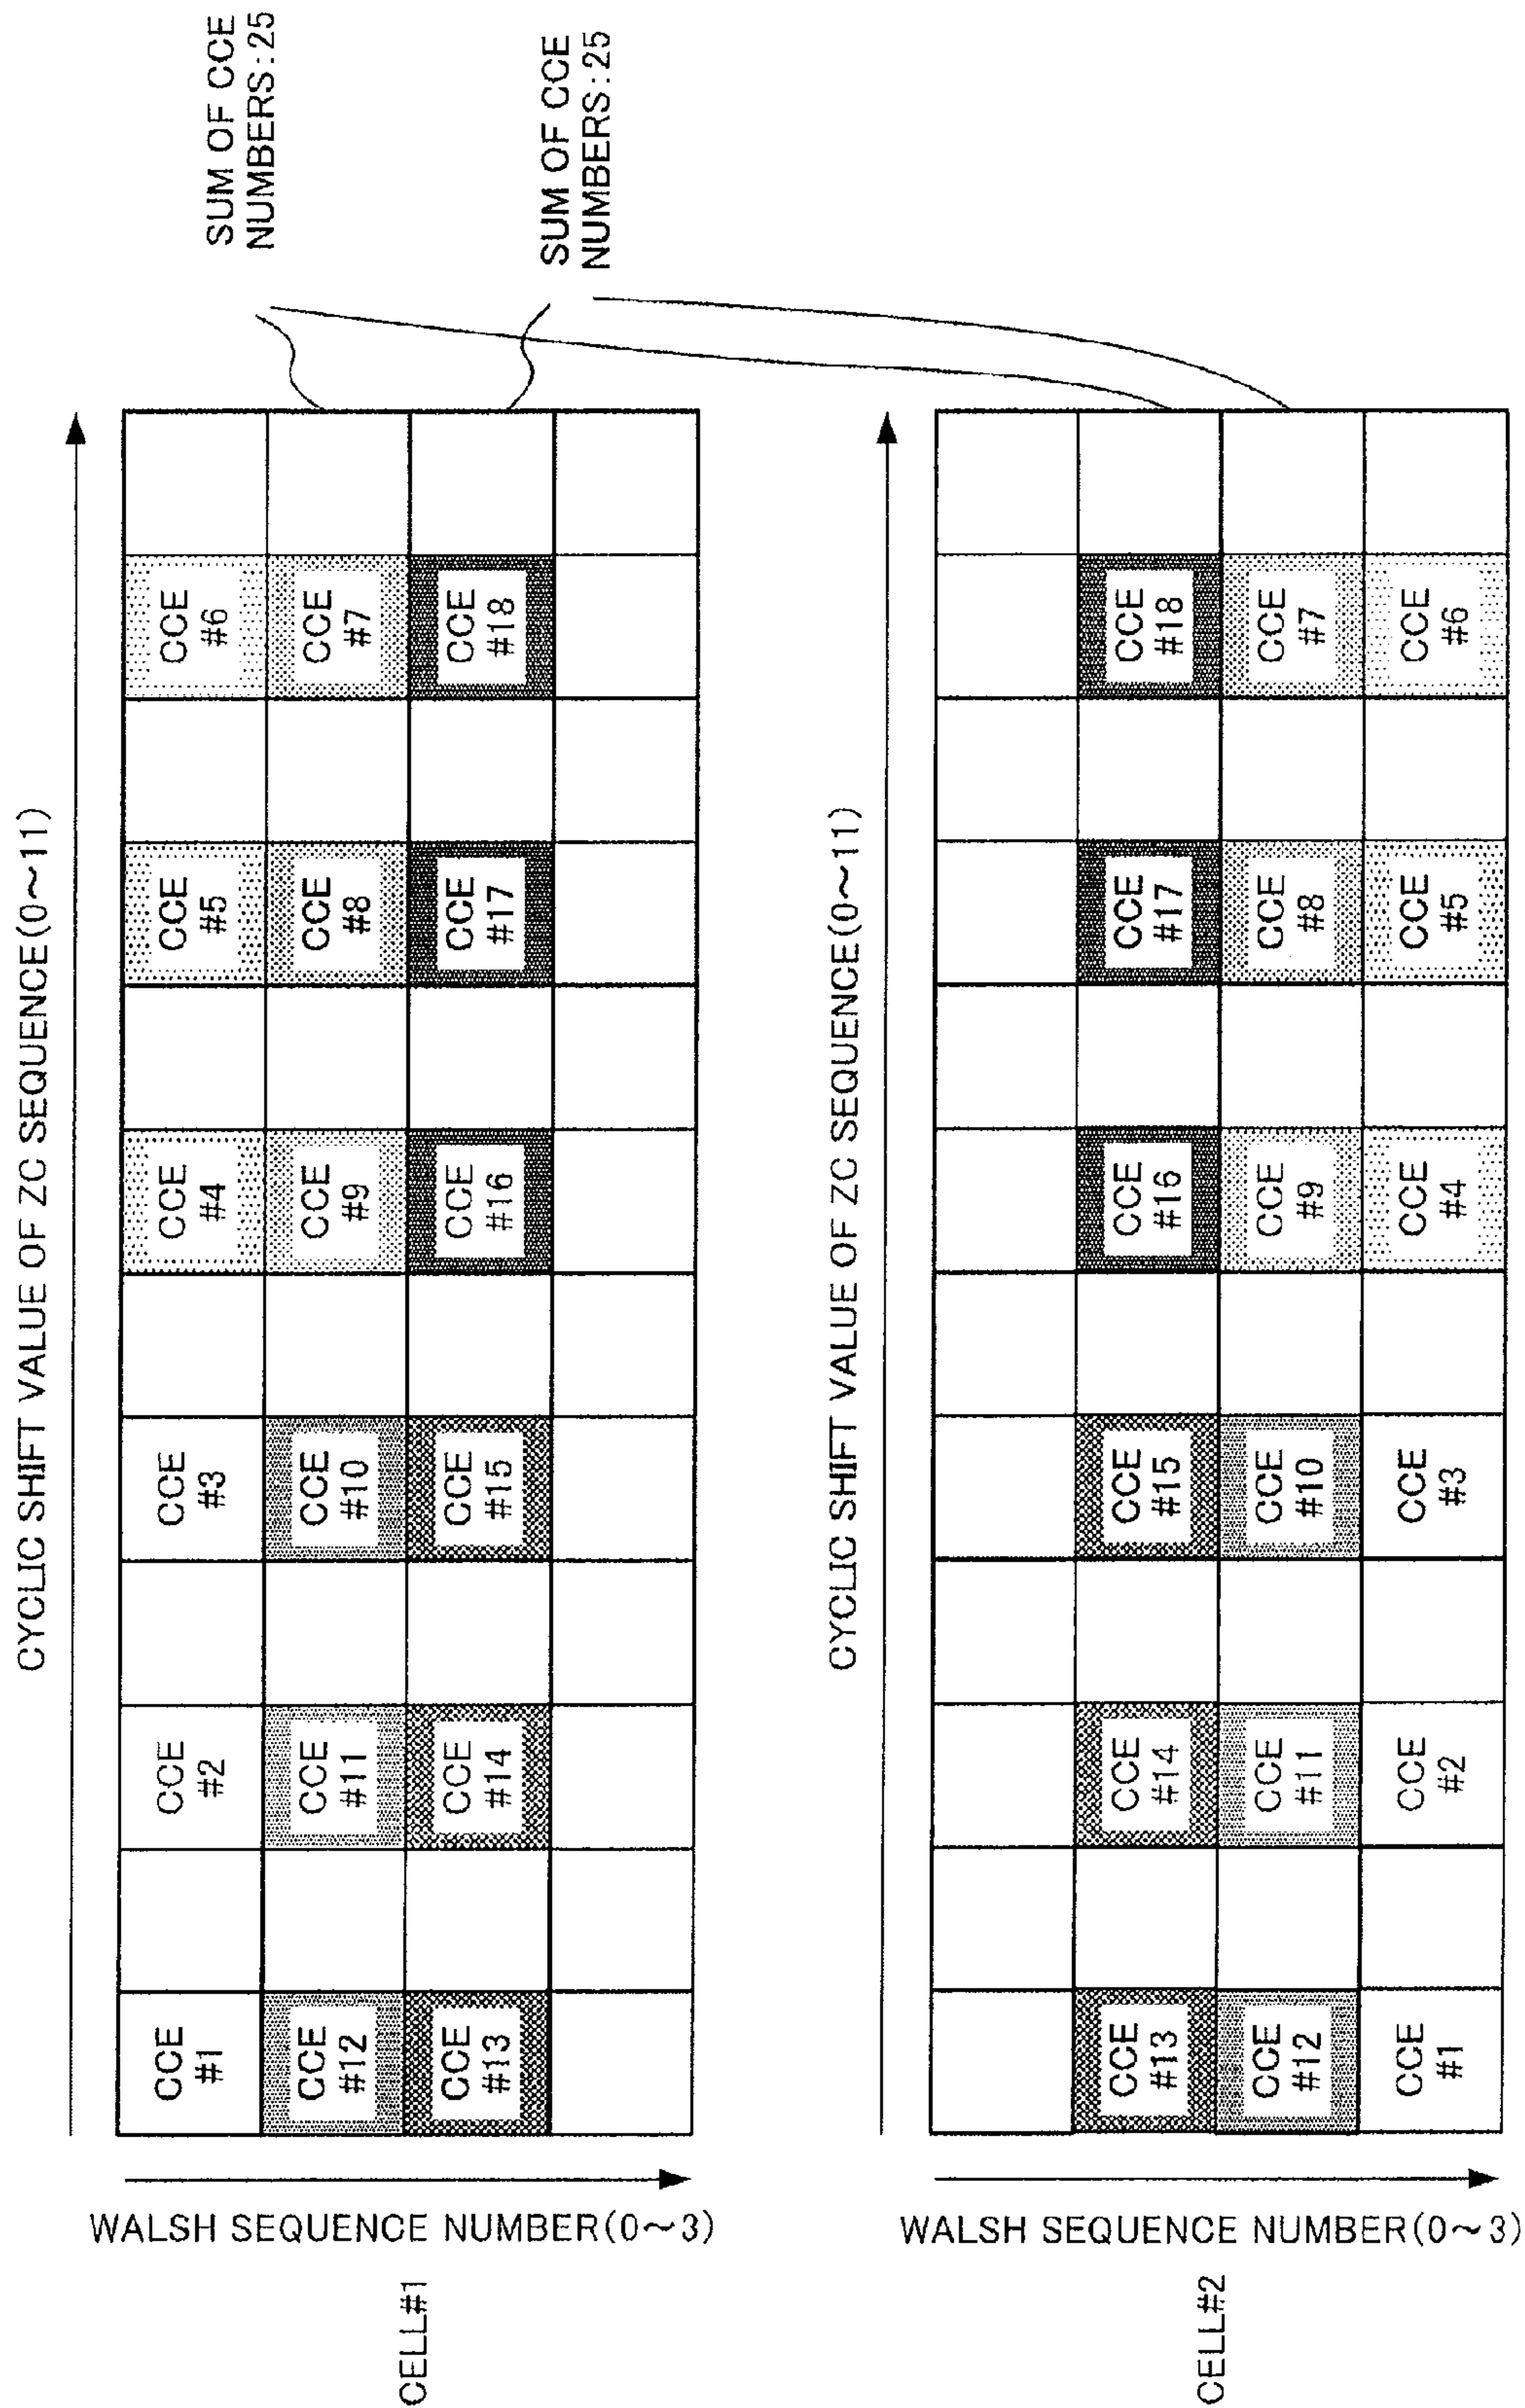 CYCLIC SHIFT VALUE OF ZC SEQUENCE(0～11)
SUM OF CCE
NUMBERS:25
CELL#1
WALSH SEQUENCE NUMBER(0～3)
CCE
#1
CCE
#2
CCE
#3
CCE
#4
CCE
#5
CCE
#6
CCE
#12
CCE
#11
CCE
#10
CCE
#9
CCE
#8
CCE
#7
CCE
#13
CCE
#14
CCE
#15
CCE
#16
CCE
#17
CCE
#18
SUM OF CCE
NUMBERS:25
CYCLIC SHIFT VALUE OF ZC SEQUENCE(0～11)
CELL#2
WALSH SEQUENCE NUMBER(0～3)
CCE
#13
CCE
#14
CCE
#15
CCE
#16
CCE
#17
CCE
#18
CCE
#12
CCE
#11
CCE
#10
CCE
#9
CCE
#8
CCE
#7
CCE
#1
CCE
#2
CCE
#3
CCE
#4
CCE
#5
CCE
#6